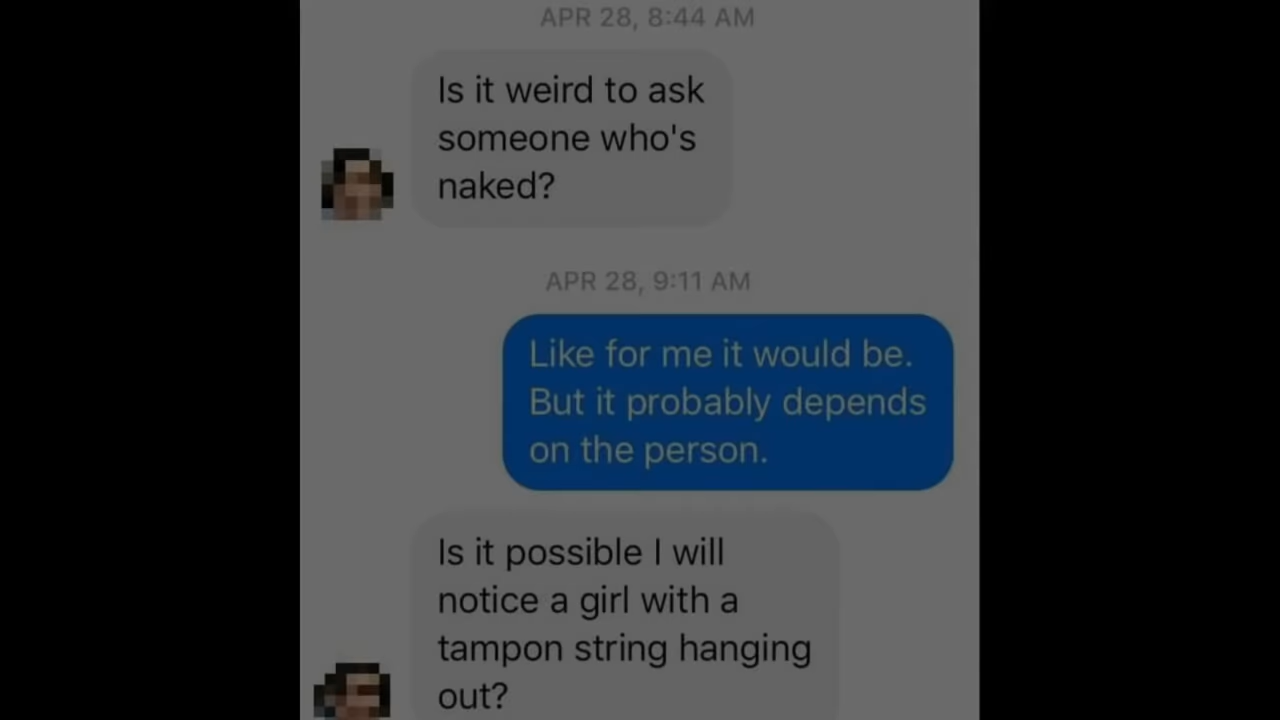 APR 28, 8:44 AM
Is it weird to ask
someone who's
naked?
APR 28, 9:11 AM
Like for me it would be.
But it probably depends
on the person.
Is it possible I will
notice a girl with a
tampon string hanging
out?